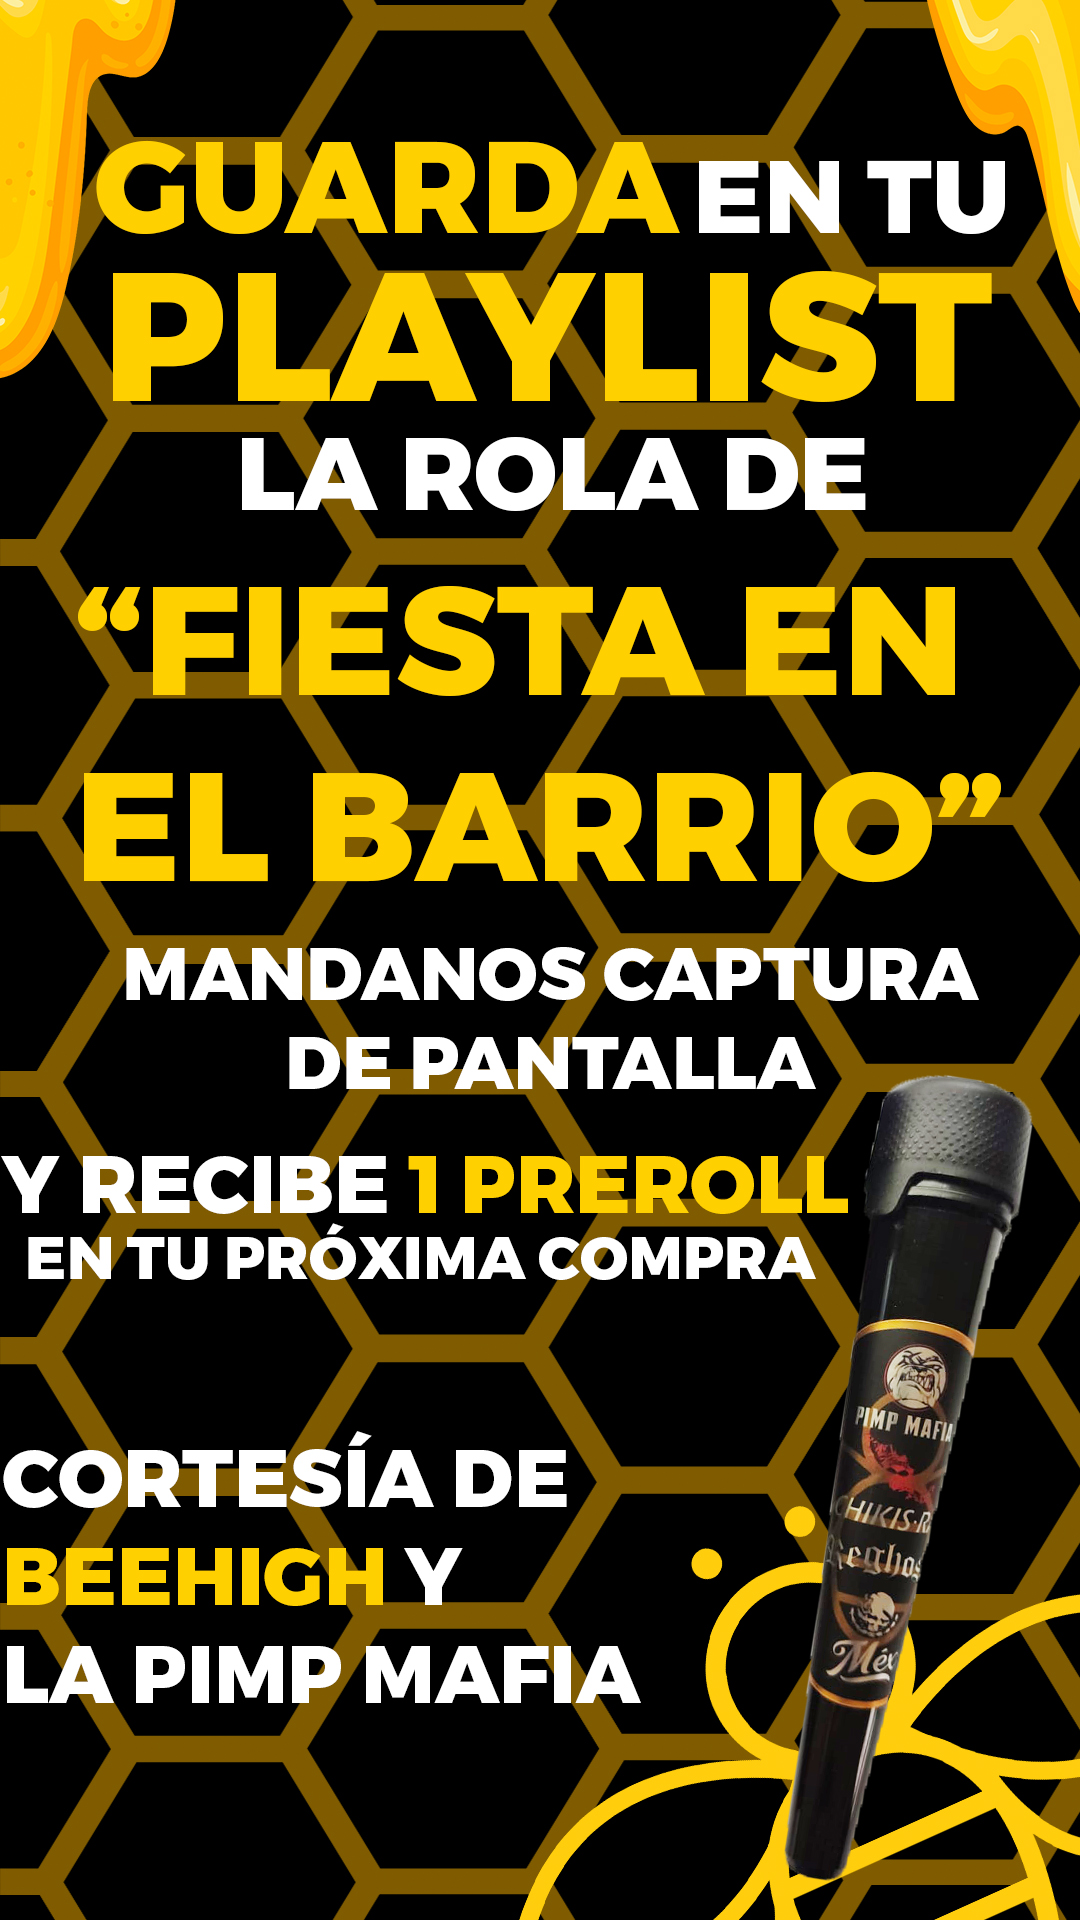 GUARDA EN TU
PLAYLIST
LA ROLA DE
“FIESTA EN
EL BARRIO”
MANDANOS CAPTURA
DE PANTALLA
Y RECIBE 1 PREROLL
EN TU PRÓXIMA COMPRA
CORTESÍA DE
BEEHIGH Y
LA PIMP MAFIA
PIMP MAFIA